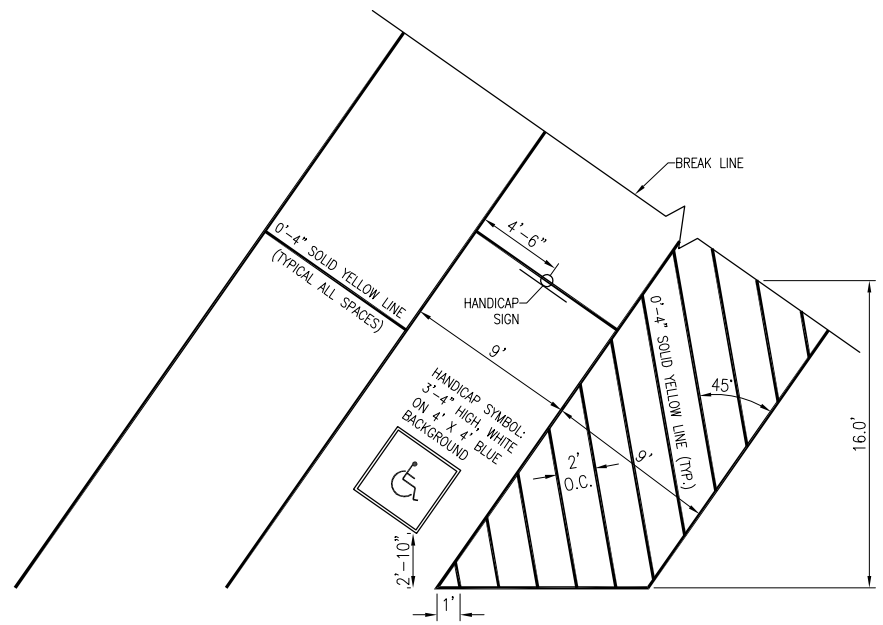 BREAK LINE
4'-6"
0'-4" SOLID YELLOW LINE
(TYPICAL ALL SPACES)
HANDICAP
SIGN
9'
0'-4" SOLID YELLOW LINE (TYP.)
45°
16.0'
HANDICAP SYMBOL:
3'-4" HIGH, WHITE
ON 4' X 4' BLUE
BACKGROUND
2'
O.C.
9'
2'-10"
1'